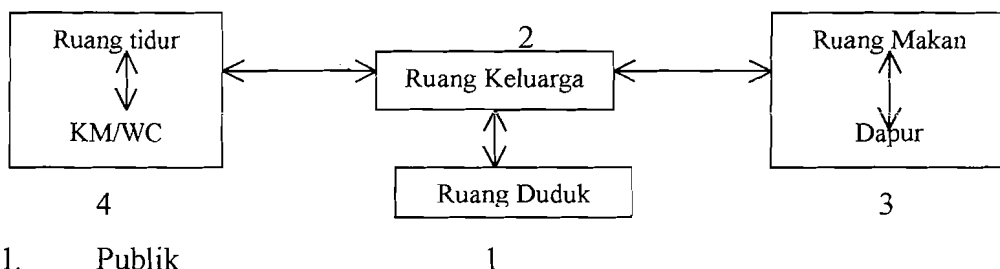 2
Ruang tidur
Ruang Keluarga
Ruang Makan
KM/WC
Dapur
Ruang Duduk
4
3
1. Publik 1